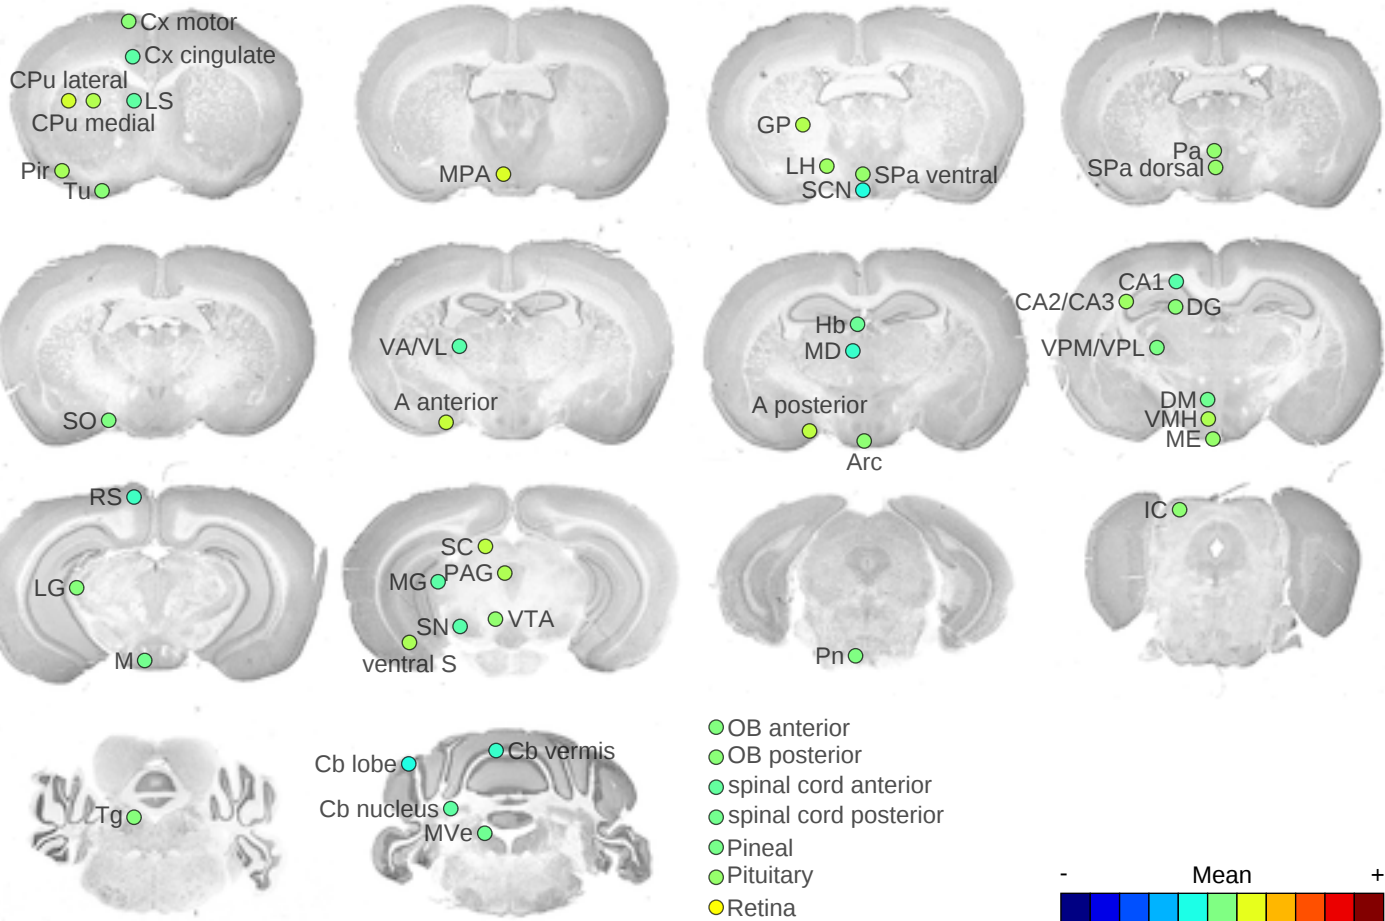 Cx motor
Cx cingulate
CPu lateral
LS
CPu medial
Pir
Tu
MPA
GP
LH
SPa ventral
SCN
Pa
SPa dorsal
SO
VA/VL
A anterior
Hb
MD
A posterior
Arc
CA1
CA2/CA3
DG
VPM/VPL
DM
VMH
ME
RS
LG
M
SC
MG
PAG
SN
VTA
ventral S
Pn
IC
Tg
Cb lobe
Cb vermis
Cb nucleus
MVe
OB anterior
OB posterior
spinal cord anterior
spinal cord posterior
Pineal
Pituitary
Retina
- Mean +